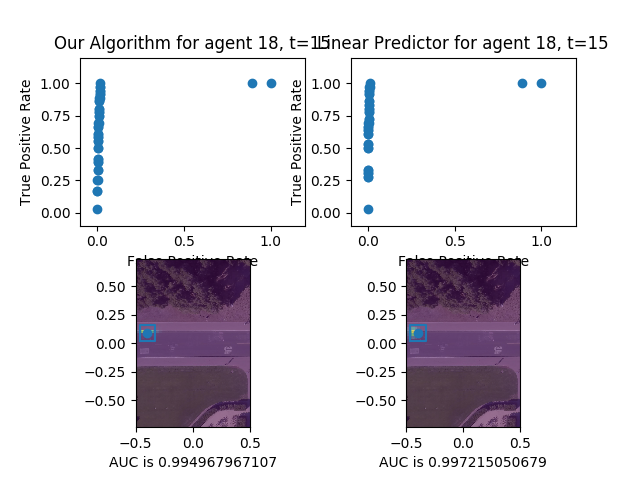 Our Algorithm for agent 18, t=15
Linear Predictor for agent 18, t=15
True Positive Rate
1.00
0.75
0.50
0.25
0.00
0.0 0.5 1.0
False Positive Rate
True Positive Rate
1.00
0.75
0.50
0.25
0.00
0.0 0.5 1.0
False Positive Rate
0.50
0.25
0.00
−0.25
−0.50
−0.5 0.0 0.5
AUC is 0.994967967107
0.50
0.25
0.00
−0.25
−0.50
−0.5 0.0 0.5
AUC is 0.997215050679